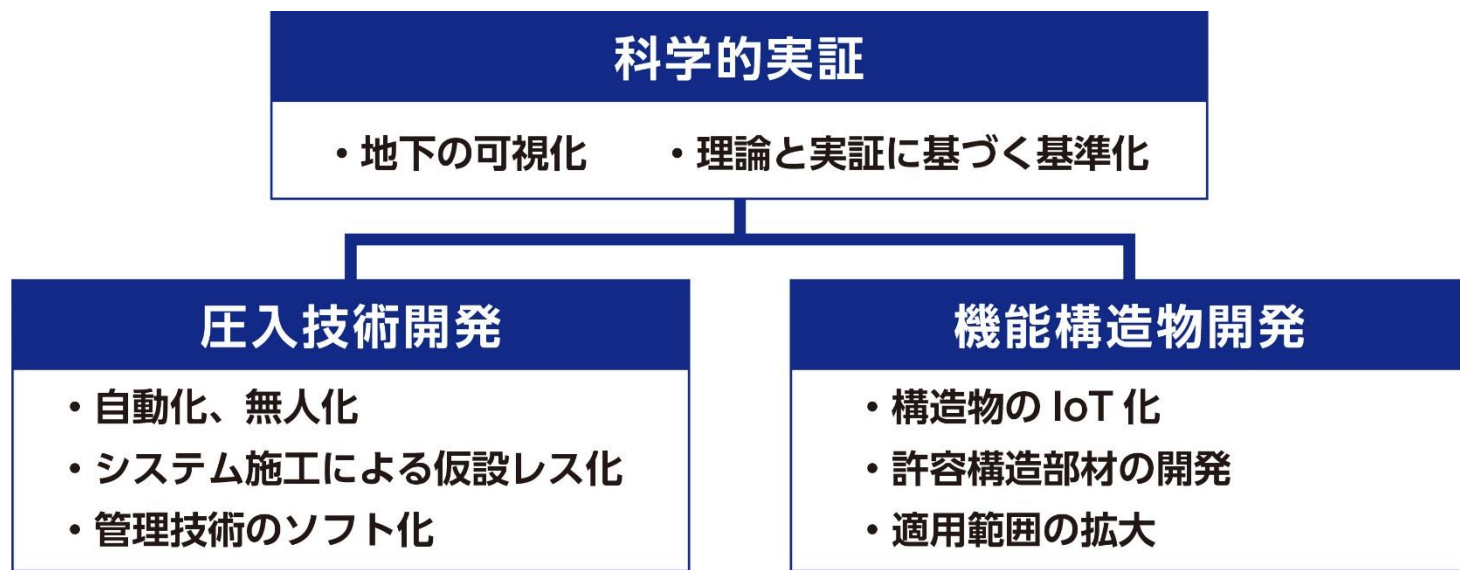 科学的実証
・地下の可視化　・理論と実証に基づく基準化
圧入技術開発
・自動化、無人化
・システム施工による仮設レス化
・管理技術のソフト化
機能構造物開発
・構造物の IoT 化
・許容構造部材の開発
・適用範囲の拡大